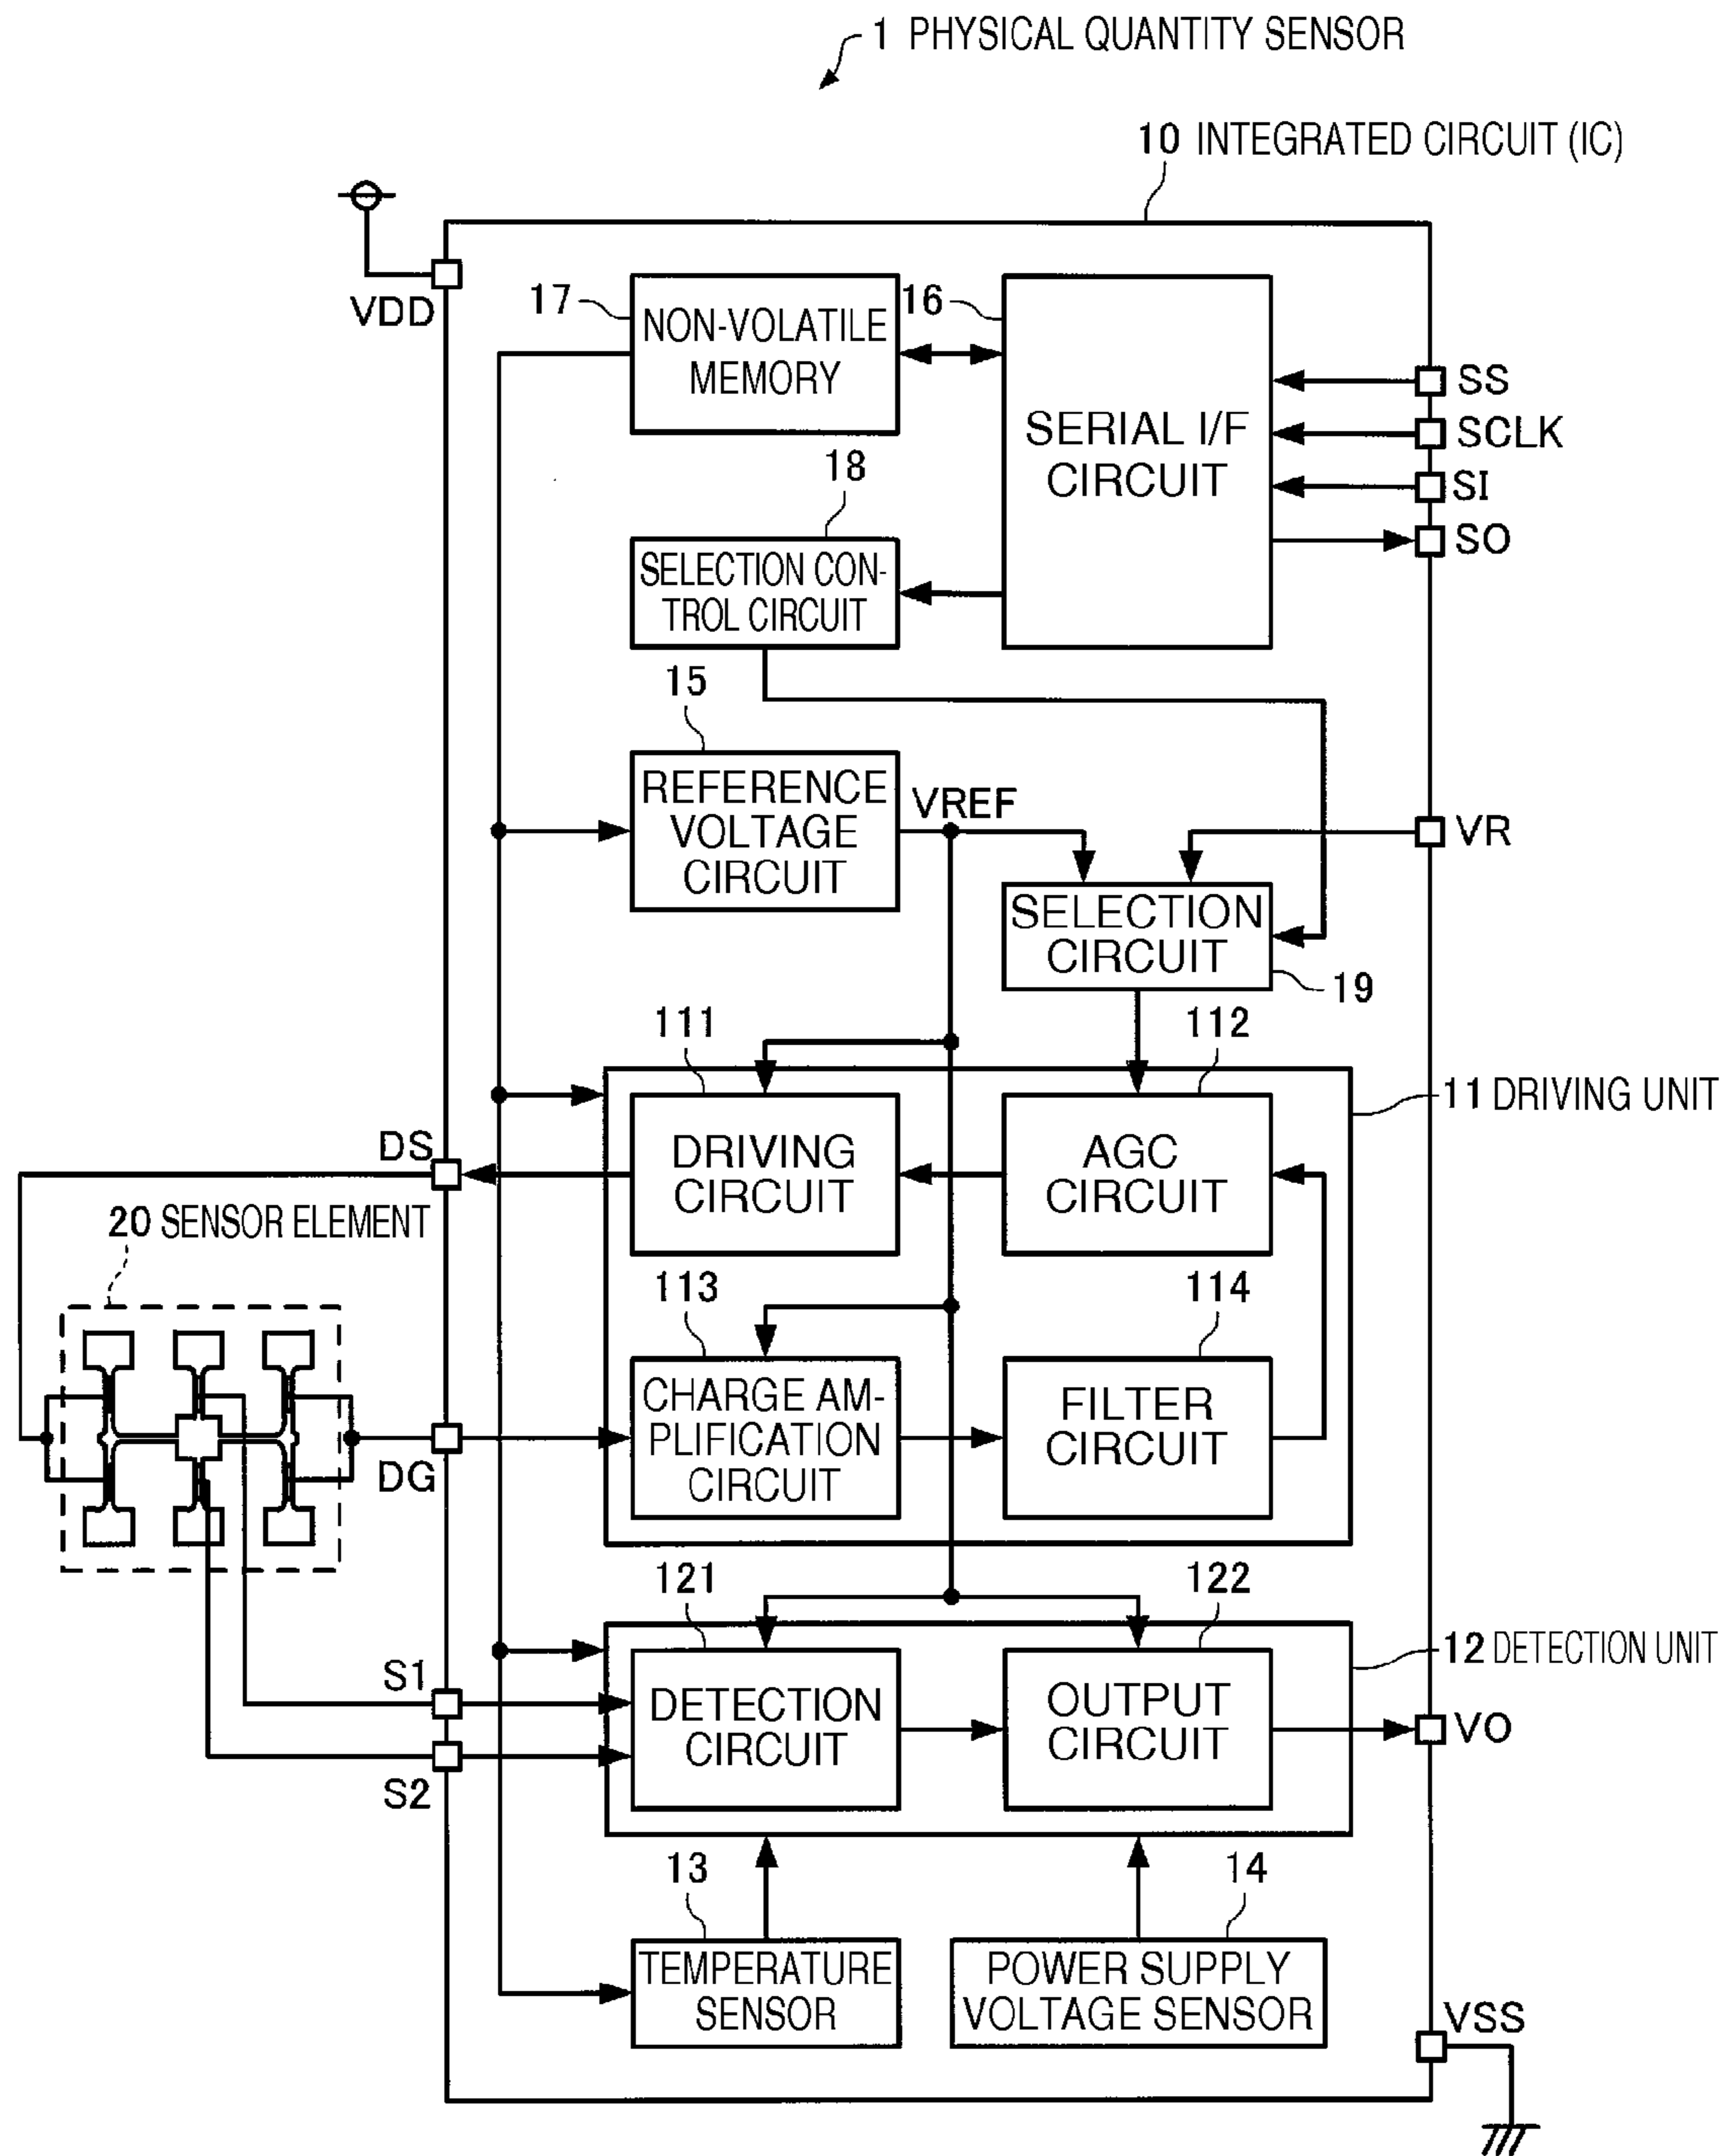 1 PHYSICAL QUANTITY SENSOR
10 INTEGRATED CIRCUIT (IC)
VDD
17
NON-VOLATILE
MEMORY
16
SERIAL I/F
CIRCUIT
SS
SCLK
SI
SO
18
SELECTION CON-
TROL CIRCUIT
15
REFERENCE
VOLTAGE
CIRCUIT
VREF
VR
SELECTION
CIRCUIT
19
111
112
11 DRIVING UNIT
DRIVING
CIRCUIT
AGC
CIRCUIT
DS
20 SENSOR ELEMENT
113
114
CHARGE AM-
PLIFICATION
CIRCUIT
FILTER
CIRCUIT
DG
121
122
12 DETECTION UNIT
S1
DETECTION
CIRCUIT
OUTPUT
CIRCUIT
VO
S2
13
14
TEMPERATURE
SENSOR
POWER SUPPLY
VOLTAGE SENSOR
VSS